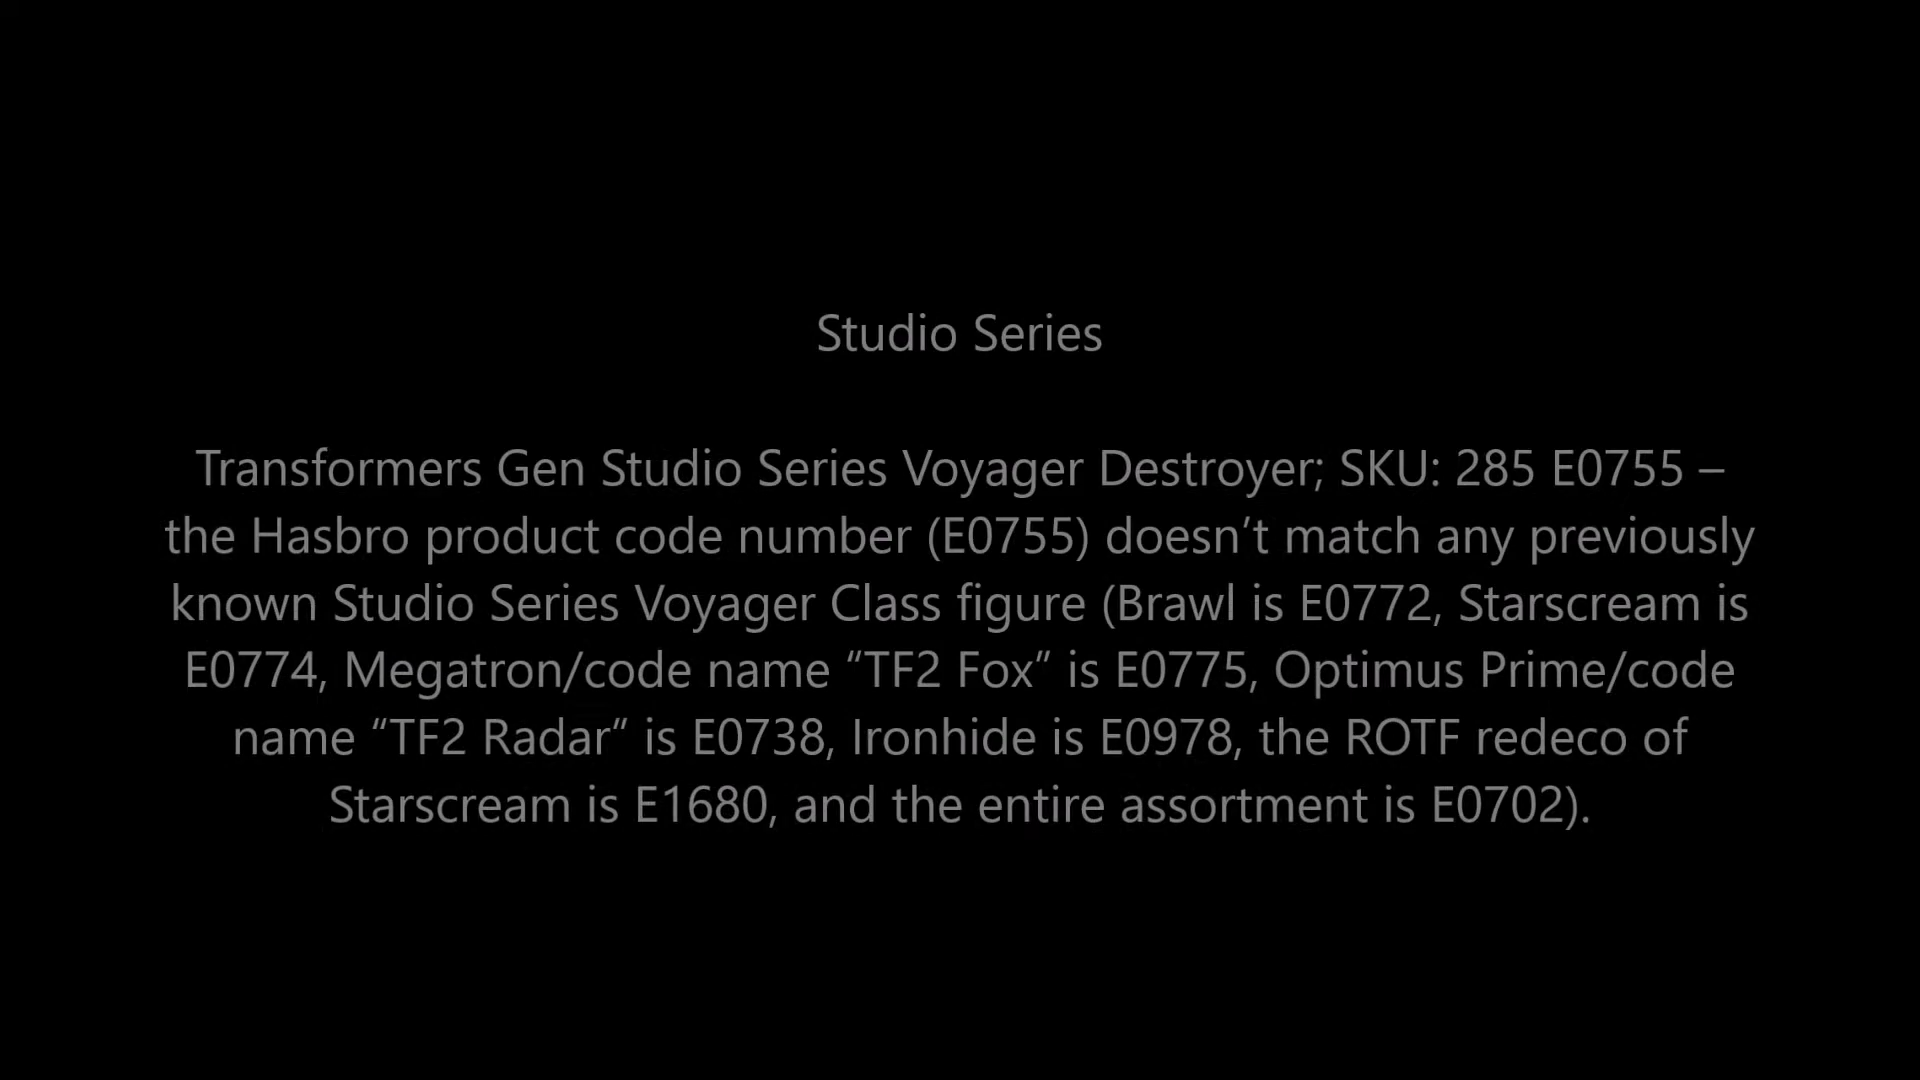 Studio Series
Transformers Gen Studio Series Voyager Destroyer; SKU: 285 E0755 –
the Hasbro product code number (E0755) doesn’t match any previously
known Studio Series Voyager Class figure (Brawl is E0772, Starscream is
E0774, Megatron/code name “TF2 Fox” is E0775, Optimus Prime/code
name “TF2 Radar” is E0738, Ironhide is E0978, the ROTF redeco of
Starscream is E1680, and the entire assortment is E0702).